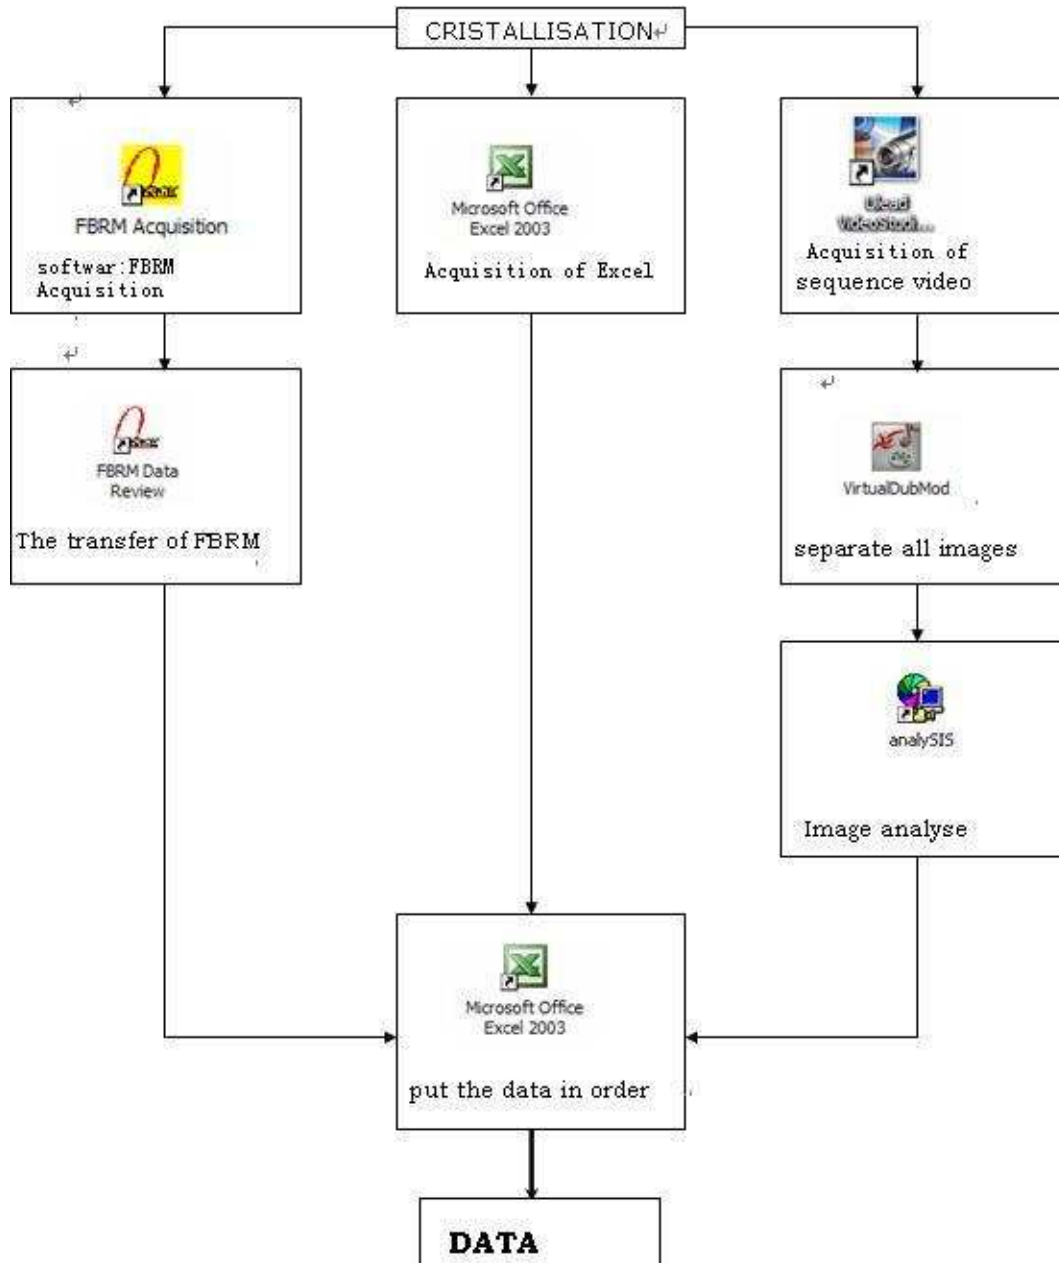 CRISTALLISATION
FBRM Acquisition
softwar:FBRM
Acquisition
Microsoft Office
Excel 2003
Acquisition of Excel
Ulead
VideoStudi...
Acquisition of
sequence video
FBRM Data
Review
The transfer of FBRM
VirtualDubMod
separate all images
analySIS
Image analyse
Microsoft Office
Excel 2003
put the data in order
DATA